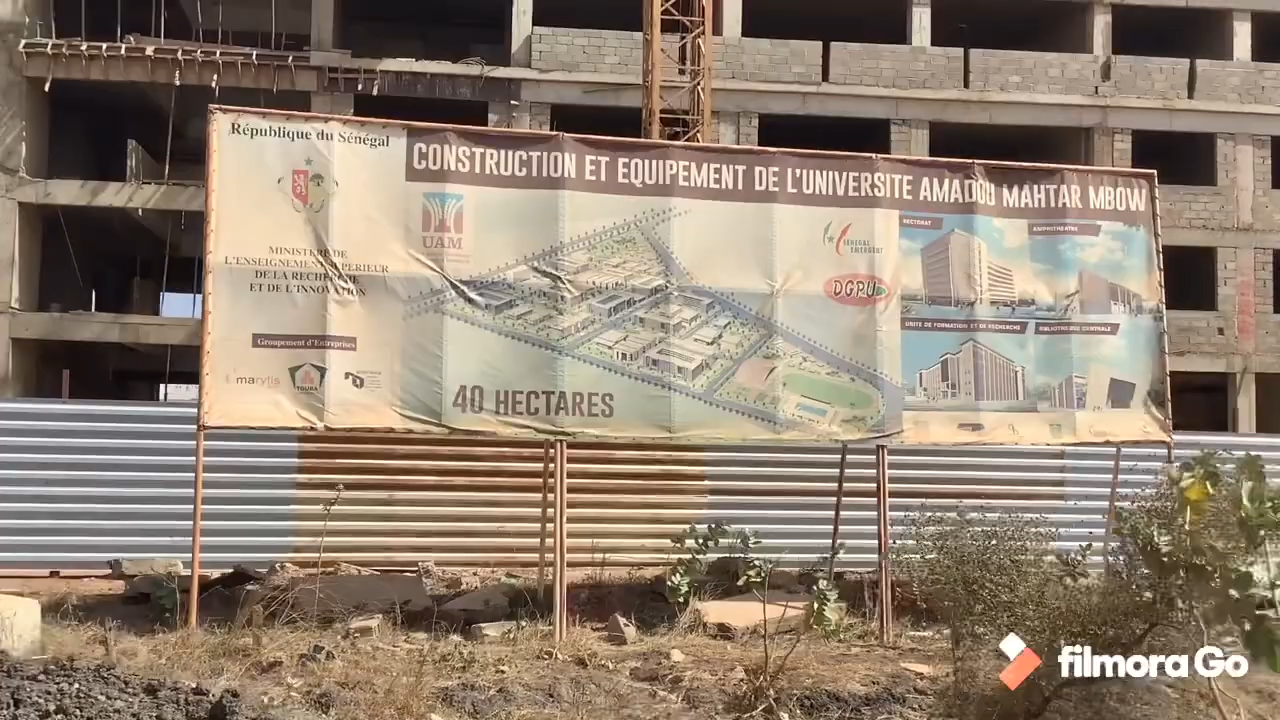 République du Sénégal
CONSTRUCTION ET EQUIPEMENT DE L'UNIVERSITE AMADOU MAHTAR MBOW
UAM
MINISTERE DE
L'ENSEIGNEMENT SUPERIEUR
DE LA RECHERCHE
ET DE L'INNOVATION
Groupement d'Entreprises
marylis
TOUBA
40 HECTARES
SENEGAL
EMERGENT
DGPU
RECTORAT
AMPHITHEATRE
UNITE DE FORMATION ET DE RECHERCHE
BIBLIOTHEQUE CENTRALE
filmora Go